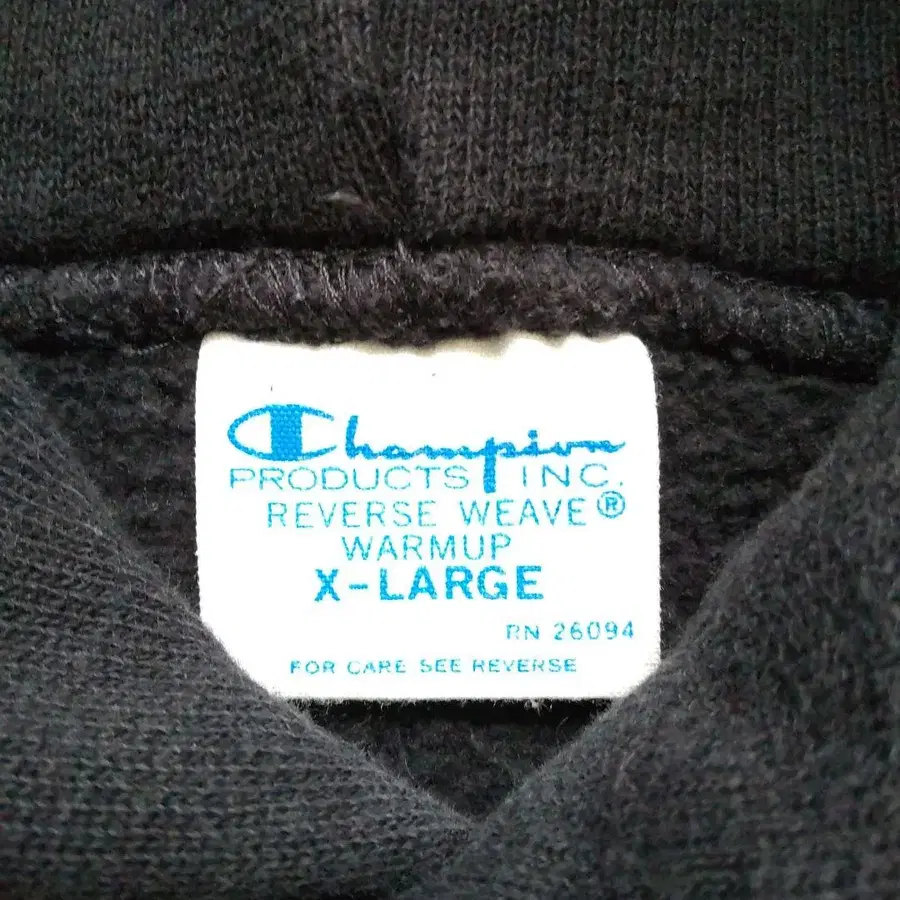 Champion
PRODUCTS INC.
REVERSE WEAVE®
WARMUP
X-LARGE
RN 26094
FOR CARE SEE REVERSE